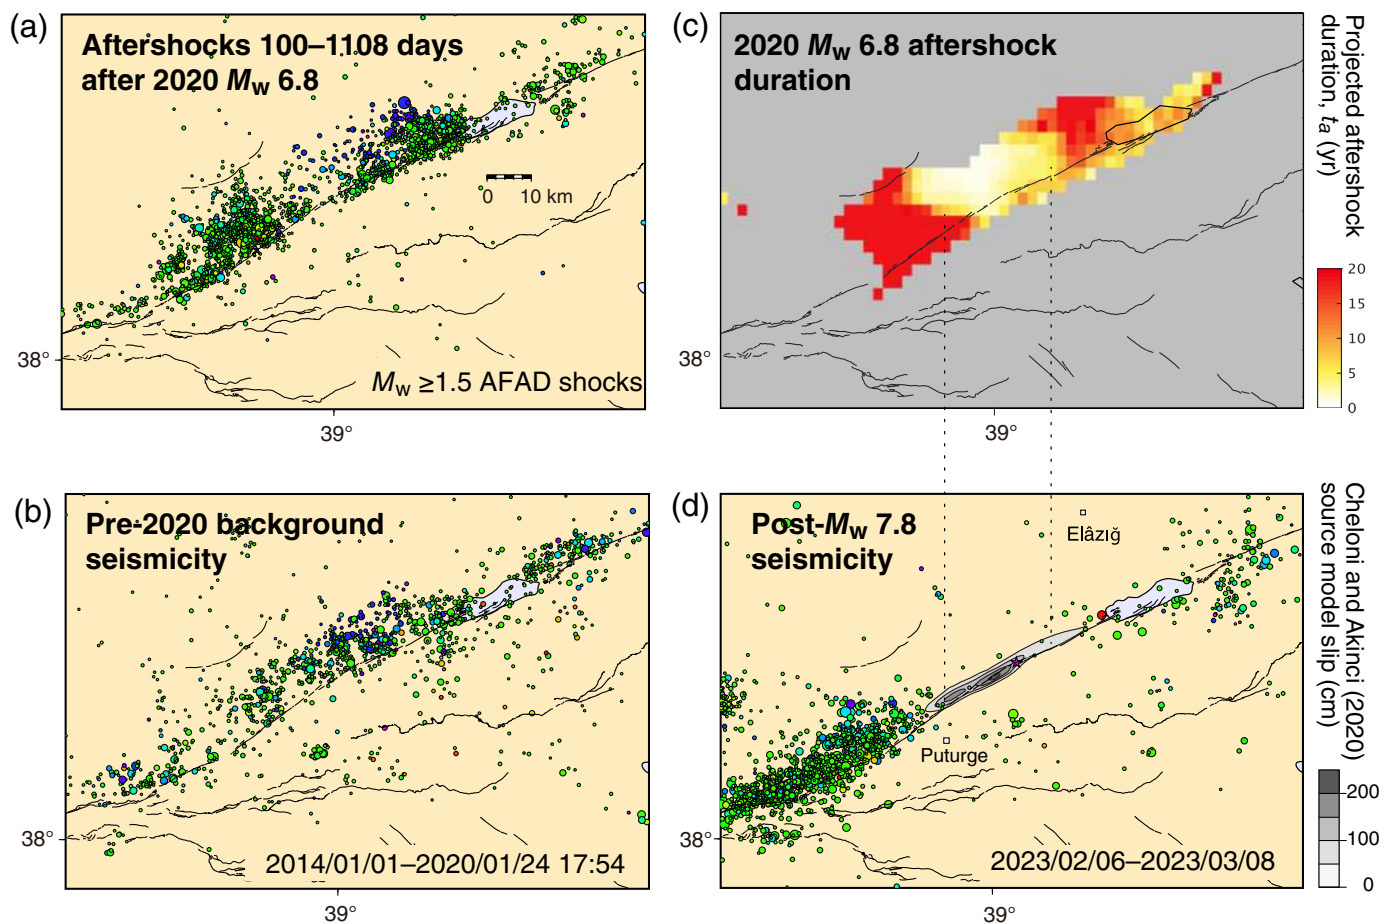 (a)
Aftershocks 100–1108 days
after 2020 Mw 6.8
0 10 km
38°
Mw ≥1.5 AFAD shocks
39°
(c)
2020 Mw 6.8 aftershock
duration
38°
39°
Projected aftershock
duration, ta (yr)
20
15
10
5
0
(b)
Pre-2020 background
seismicity
38°
2014/01/01–2020/01/24 17:54
39°
(d)
Post-Mw 7.8
seismicity
Elâzığ
Puturge
38°
2023/02/06–2023/03/08
39°
Cheloni and Akinci (2020)
source model slip (cm)
200
100
0